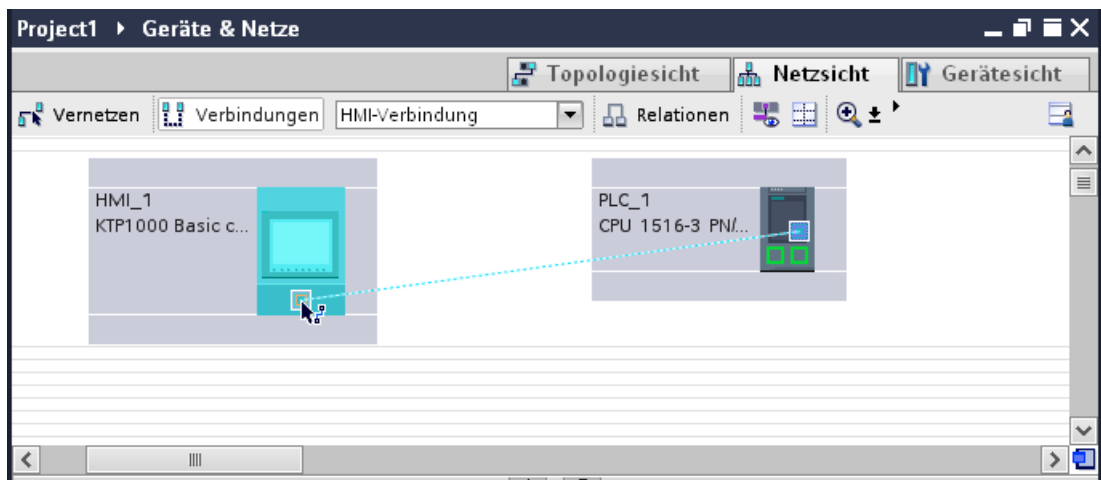 Project1 ▸ Geräte & Netze
Topologiesicht Netzsicht Gerätesicht
Vernetzen Verbindungen HMI-Verbindung Relationen
HMI_1
KTP1000 Basic c...
PLC_1
CPU 1516-3 PN/...